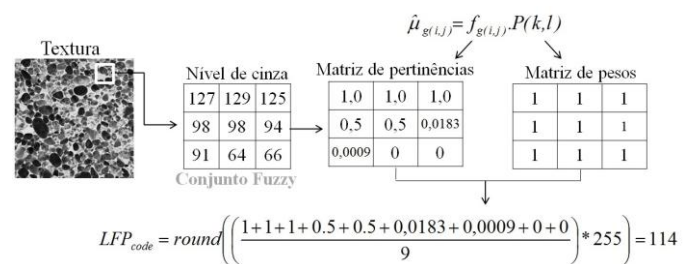 μ̂ g(i,j) = f g(i,j) . P(k,l)
Textura
Nível de cinza
Matriz de pertinências
Matriz de pesos
127 129 125
98 98 94
91 64 66
Conjunto Fuzzy
1,0 1,0 1,0
0,5 0,5 0,0183
0,0009 0 0
1 1 1
1 1 1
1 1 1
LFP code = round((1+1+1+0.5+0.5+0,0183+0,0009+0+0 / 9) * 255) = 114